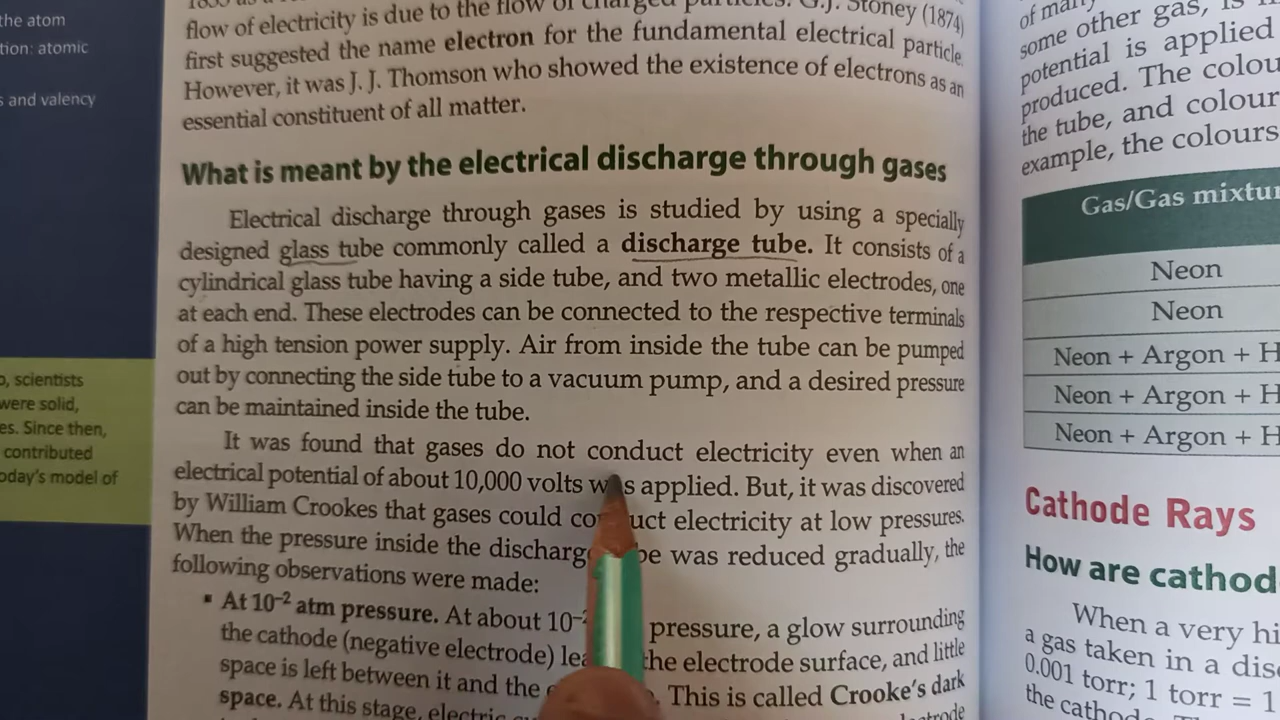 the atom
tion: atomic
s and valency
o, scientists
were solid,
es. Since then,
contributed
oday's model of
flow of electricity is due to the flow of charged particles. G.J. Stoney (1874)
first suggested the name electron for the fundamental electrical particle.
However, it was J. J. Thomson who showed the existence of electrons as an
essential constituent of all matter.
What is meant by the electrical discharge through gases
Electrical discharge through gases is studied by using a specially
designed glass tube commonly called a discharge tube. It consists of a
cylindrical glass tube having a side tube, and two metallic electrodes, one
at each end. These electrodes can be connected to the respective terminals
of a high tension power supply. Air from inside the tube can be pumped
out by connecting the side tube to a vacuum pump, and a desired pressure
can be maintained inside the tube.
It was found that gases do not conduct electricity even when an
electrical potential of about 10,000 volts was applied. But, it was discovered
by William Crookes that gases could conduct electricity at low pressures.
When the pressure inside the discharge be was reduced gradually, the
following observations were made:
▪ At 10⁻² atm pressure. At about 10⁻² pressure, a glow surrounding
the cathode (negative electrode) the electrode surface, and little
space is left between it and the This is called Crooke's dark
space. At this stage, electric
of many
some other gas, is
potential is applied
produced. The colou
the tube, and colour
example, the colours
Gas/Gas mixtur
Neon
Neon
Neon + Argon + H
Neon + Argon + H
Neon + Argon + H
Cathode Rays
How are cathod
When a very hi
a gas taken in a disc
0.001 torr; 1 torr = 1
the cathode.